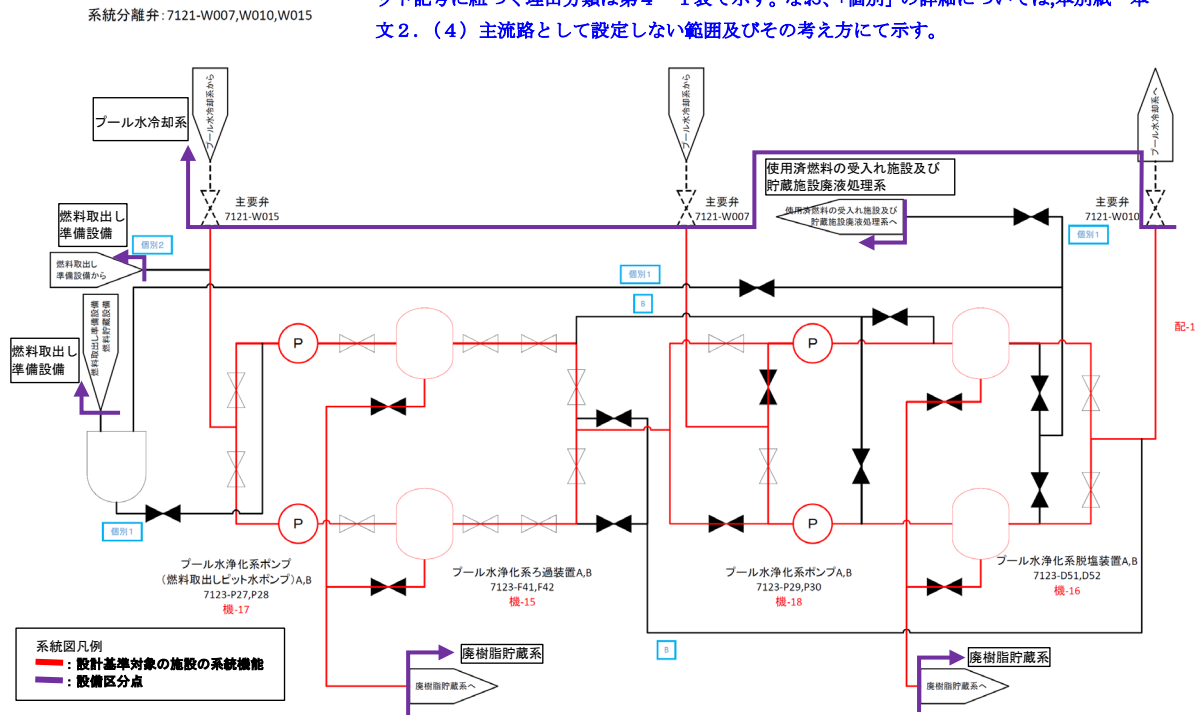 系統分離弁：7121-W007,W010,W015
文２．（４）主流路として設定しない範囲及びその考え方にて示す。
プール水冷却系から
プール水冷却系から
プール水冷却系へ
プール水冷却系
使用済燃料の受入れ施設及び
貯蔵施設廃液処理系
主要弁
7121-W015
主要弁
7121-W007
使用済燃料の受入れ施設及び
貯蔵施設廃液処理系へ
主要弁
7121-W010
燃料取出し
準備設備
個別2
個別1
燃料取出し
準備設備から
個別1
B
燃料取出し準備設備
燃料貯蔵設備
配-1
燃料取出し
準備設備
P
P
P
P
個別1
プール水浄化系ポンプ
（燃料取出しピット水ポンプ）A,B
7123-P27,P28
機-17
プール水浄化系ろ過装置A,B
7123-F41,F42
機-15
プール水浄化系ポンプA,B
7123-P29,P30
機-18
プール水浄化系脱塩装置A,B
7123-D51,D52
機-16
B
系統図凡例
：設計基準対象の施設の系統機能
：設備区分点
廃樹脂貯蔵系
廃樹脂貯蔵系へ
廃樹脂貯蔵系
廃樹脂貯蔵系へ